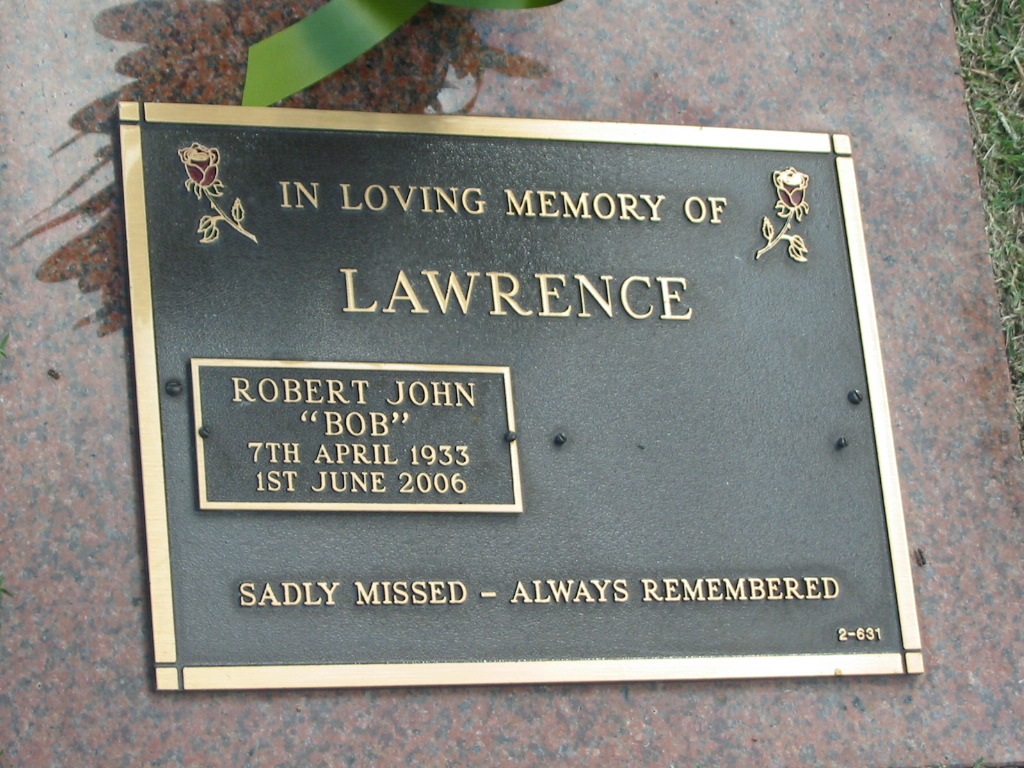 IN LOVING MEMORY OF
LAWRENCE
ROBERT JOHN
“BOB”
7TH APRIL 1933
1ST JUNE 2006
SADLY MISSED – ALWAYS REMEMBERED
2-631